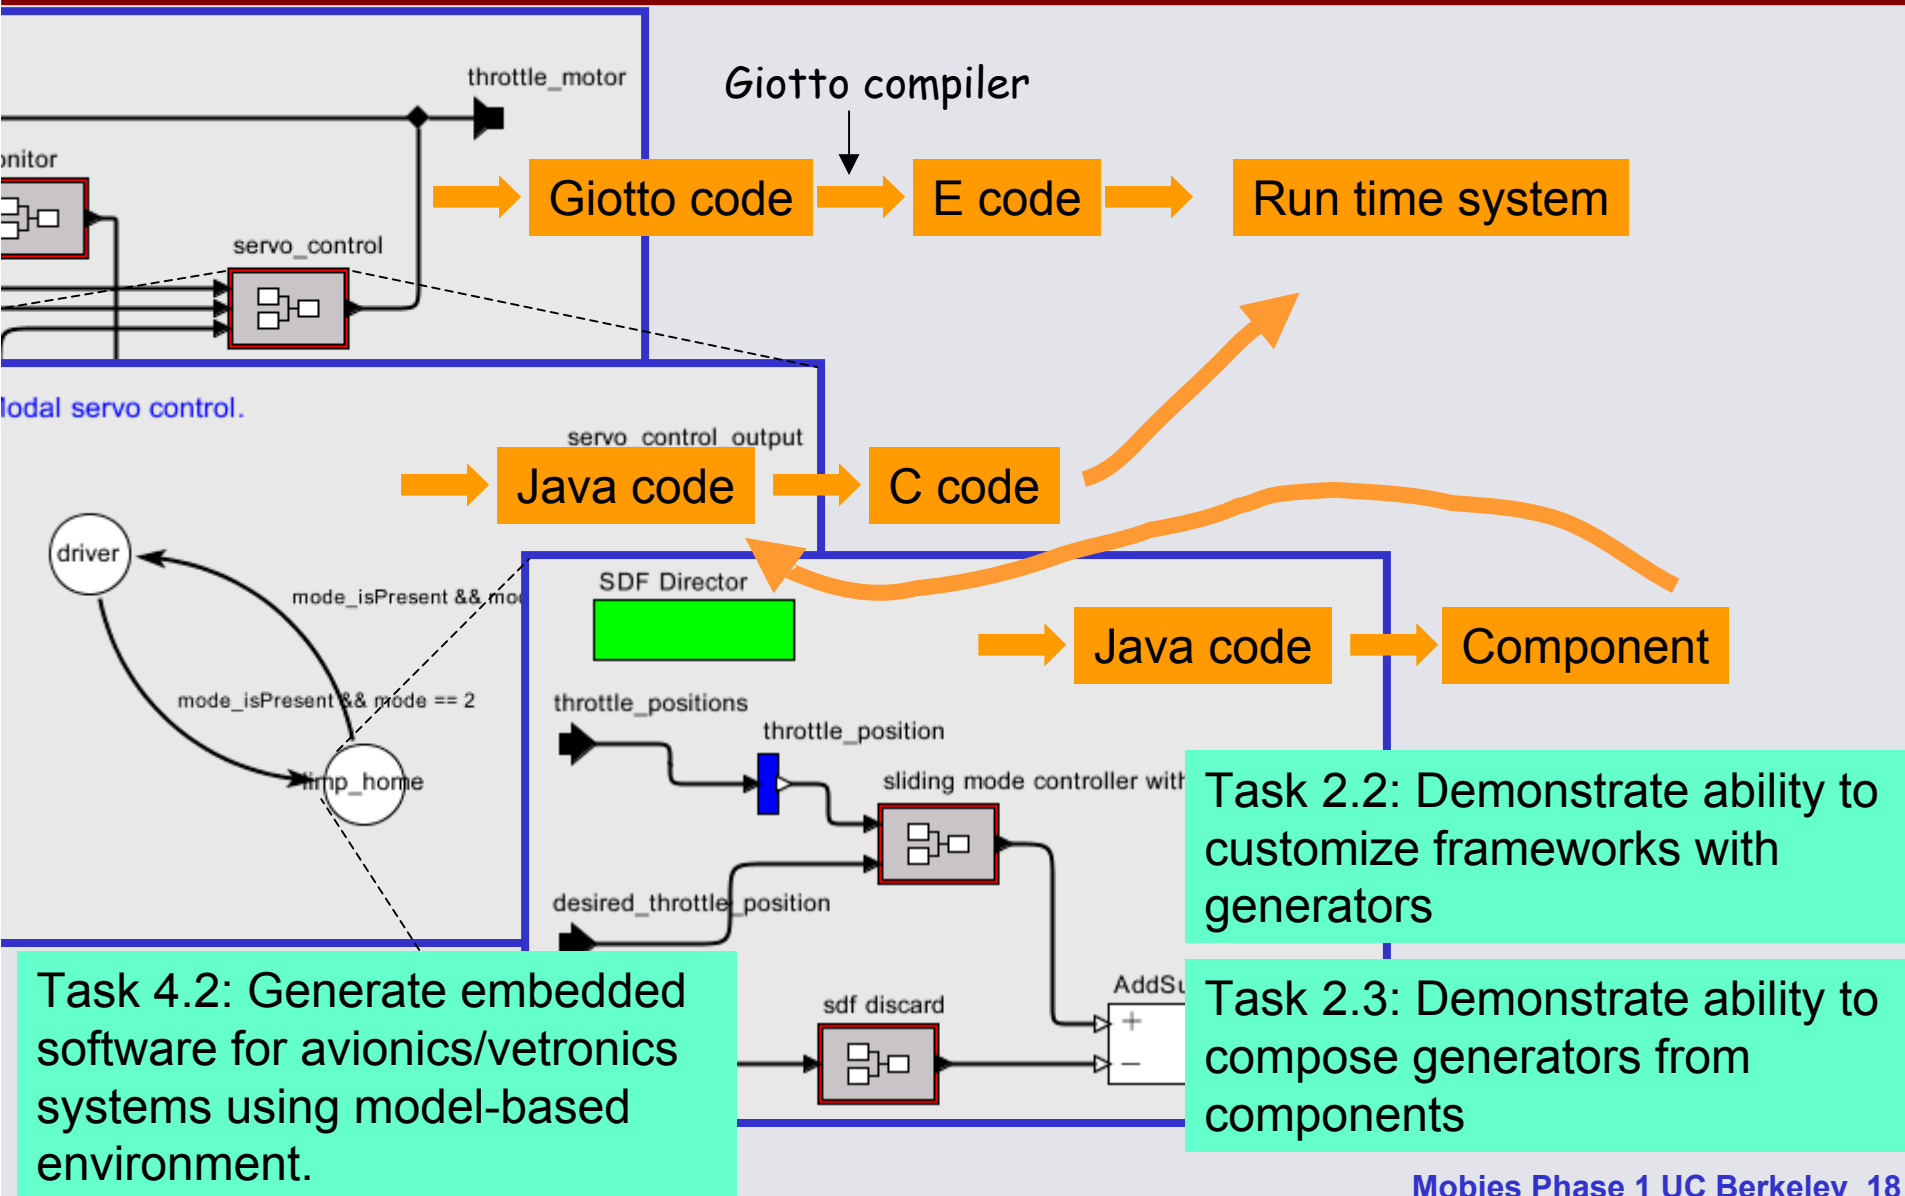 throttle_motor
Giotto compiler
onitor
Giotto code
E code
Run time system
servo_control
lodal servo control.
servo_control_output
Java code
C code
driver
mode_isPresent && mo
SDF Director
Java code
Component
mode_isPresent && mode == 2
limp_home
throttle_positions
throttle_position
sliding mode controller with
desired_throttle_position
Task 2.2: Demonstrate ability to
customize frameworks with
generators
Task 4.2: Generate embedded
software for avionics/vetronics
systems using model-based
environment.
sdf discard
AddSu
+
−
Task 2.3: Demonstrate ability to
compose generators from
components
Mobies Phase 1 UC Berkeley 18